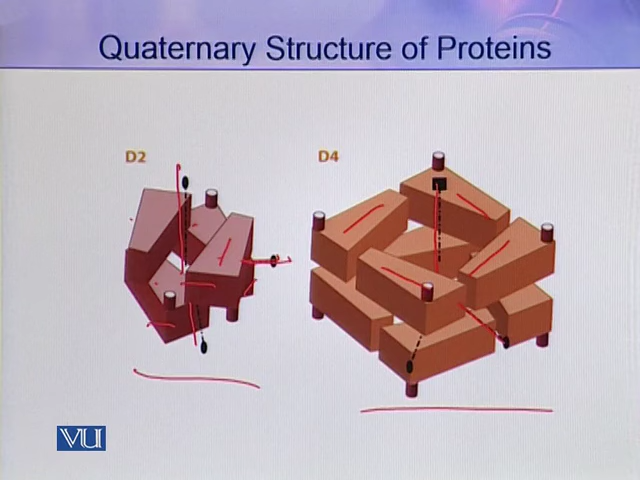 Quaternary Structure of Proteins
D2
D4
VU